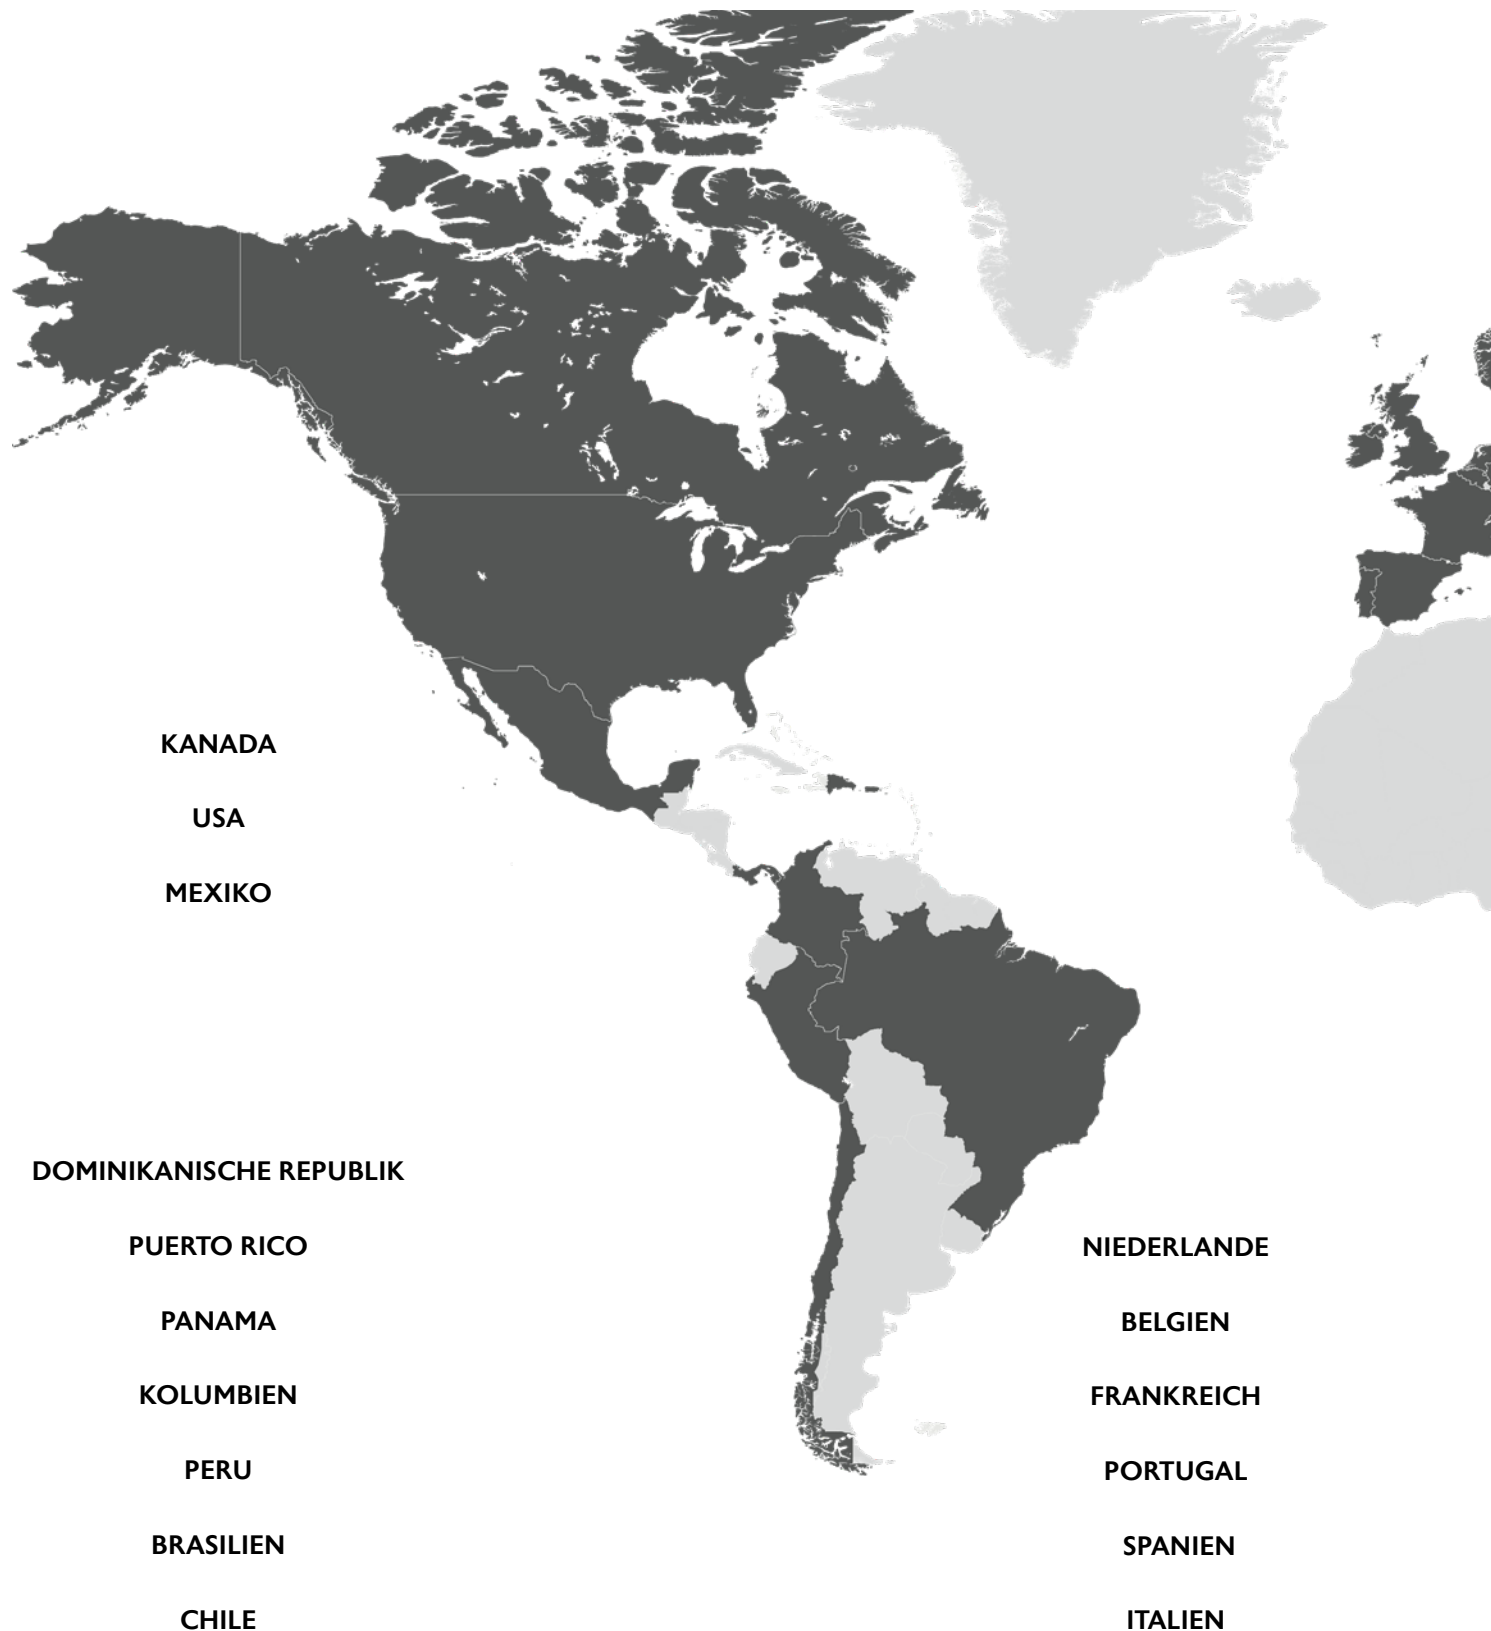 KANADA
USA
MEXIKO
DOMINIKANISCHE REPUBLIK
PUERTO RICO
PANAMA
KOLUMBIEN
PERU
BRASILIEN
CHILE
NIEDERLANDE
BELGIEN
FRANKREICH
PORTUGAL
SPANIEN
ITALIEN